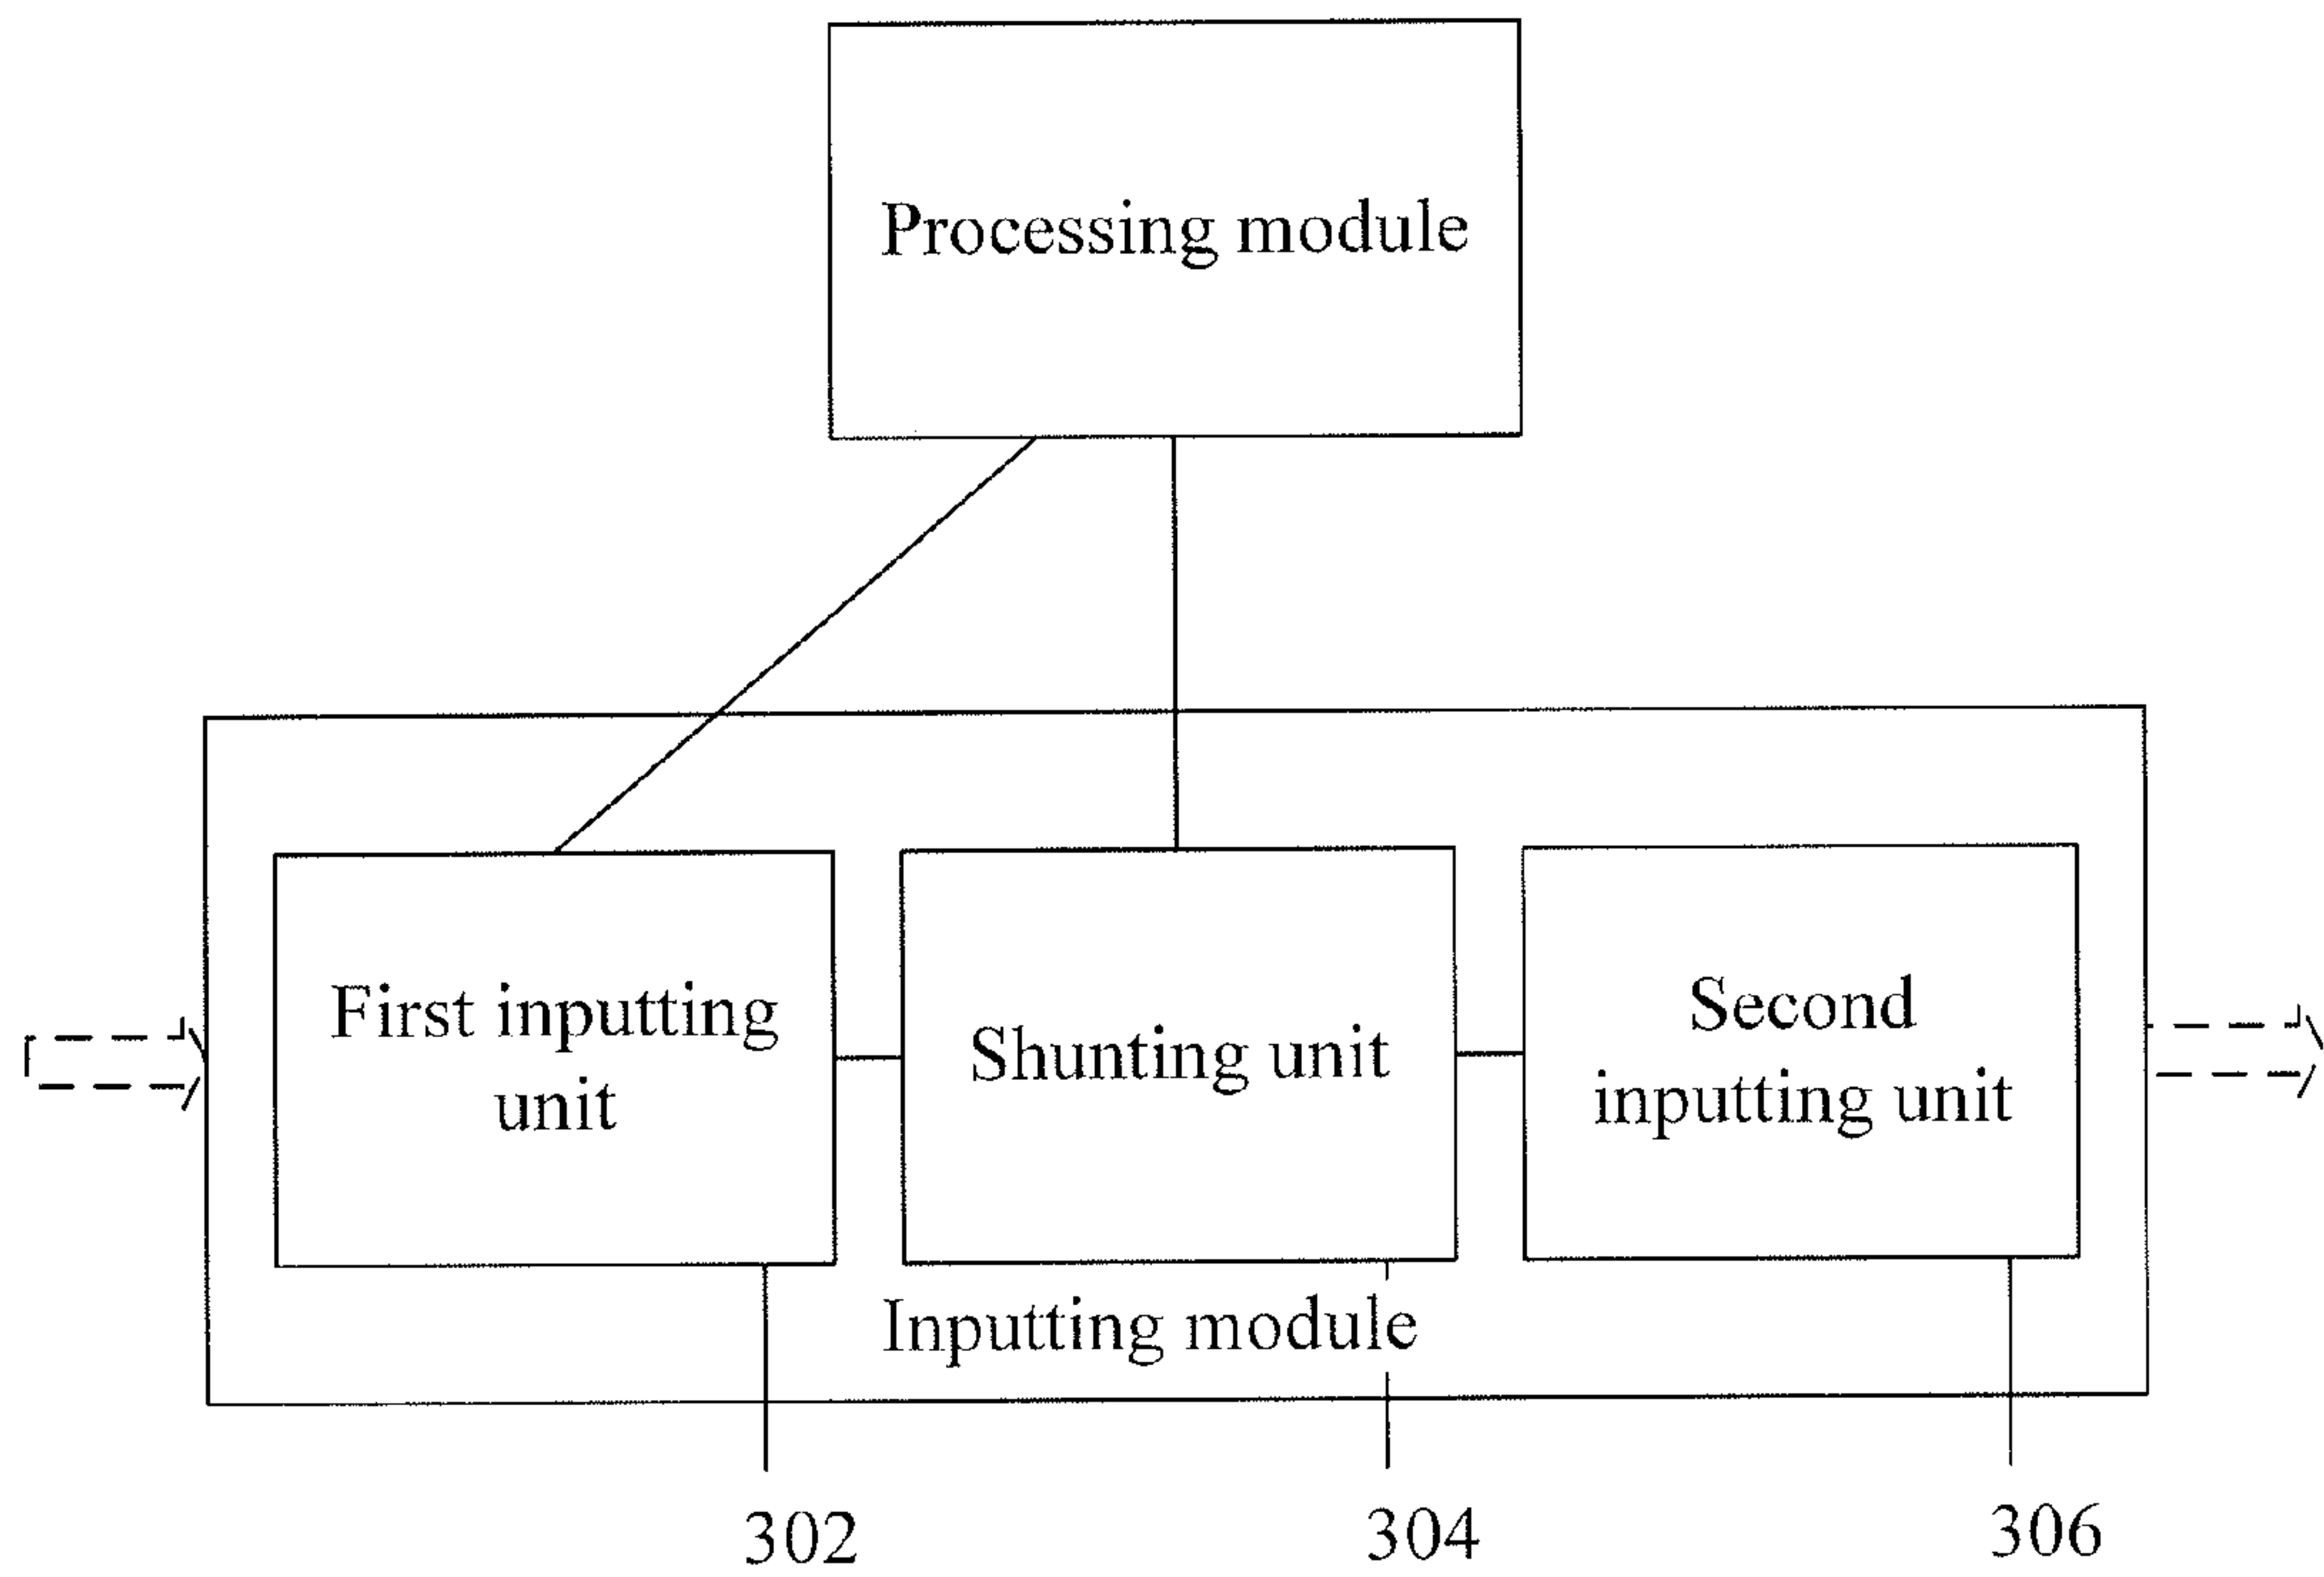 Processing module
First inputting
unit
Shunting unit
Second
inputting unit
Inputting module
302
304
306